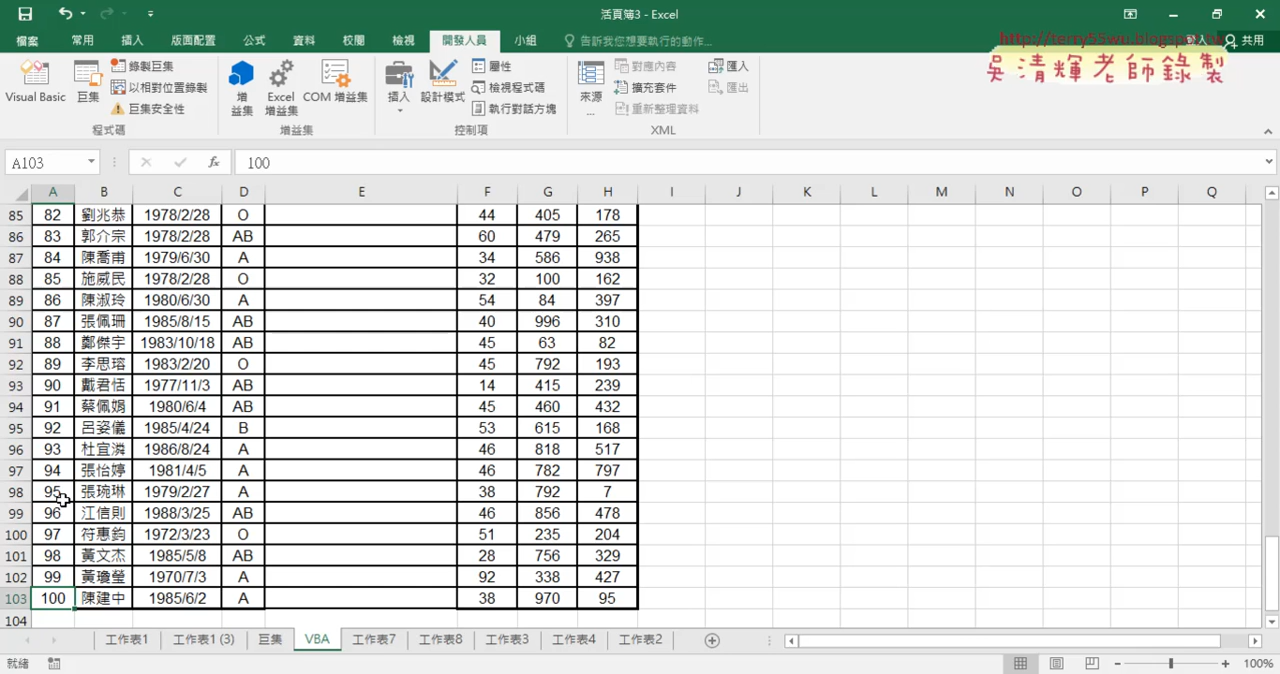 活頁簿3 - Excel
檔案 常用 插入 版面配置 公式 資料 校閱 檢視 開發人員 小組 告訴我您想要執行的動作... 共用
http://terry55wu.blogspot.tw
吳清輝老師錄製
Visual Basic 巨集 錄製巨集 以相對位置錄製 巨集安全性
增益集 Excel 增益集 COM 增益集
插入 設計模式 屬性 檢視程式碼 執行對話方塊
來源... 對應內容 擴充套件 重新整理資料 匯入 匯出
程式碼 增益集 控制項 XML
A103 fx 100
A B C D E F G H I J K L M N O P Q
85 82 劉兆恭 1978/2/28 O 44 405 178
86 83 郭介宗 1978/2/28 AB 60 479 265
87 84 陳喬甫 1979/6/30 A 34 586 938
88 85 施威民 1978/2/28 O 32 100 162
89 86 陳淑玲 1980/6/30 A 54 84 397
90 87 張佩珊 1985/8/15 AB 40 996 310
91 88 鄭傑宇 1983/10/18 AB 45 63 82
92 89 李思瑢 1983/2/20 O 45 792 193
93 90 戴君恬 1977/11/3 AB 14 415 239
94 91 蔡佩娟 1980/6/4 AB 45 460 432
95 92 呂姿儀 1985/4/24 B 53 615 168
96 93 杜宜潾 1986/8/24 A 46 818 517
97 94 張怡婷 1981/4/5 A 46 782 797
98 95 張琬琳 1979/2/27 A 38 792 7
99 96 江信則 1988/3/25 AB 46 856 478
100 97 符惠鈞 1972/3/23 O 51 235 204
101 98 黃文杰 1985/5/8 AB 28 756 329
102 99 黃瓊瑩 1970/7/3 A 92 338 427
103 100 陳建中 1985/6/2 A 38 970 95
104
工作表1 工作表1 (3) 巨集 VBA 工作表7 工作表8 工作表3 工作表4 工作表2
就緒 100%